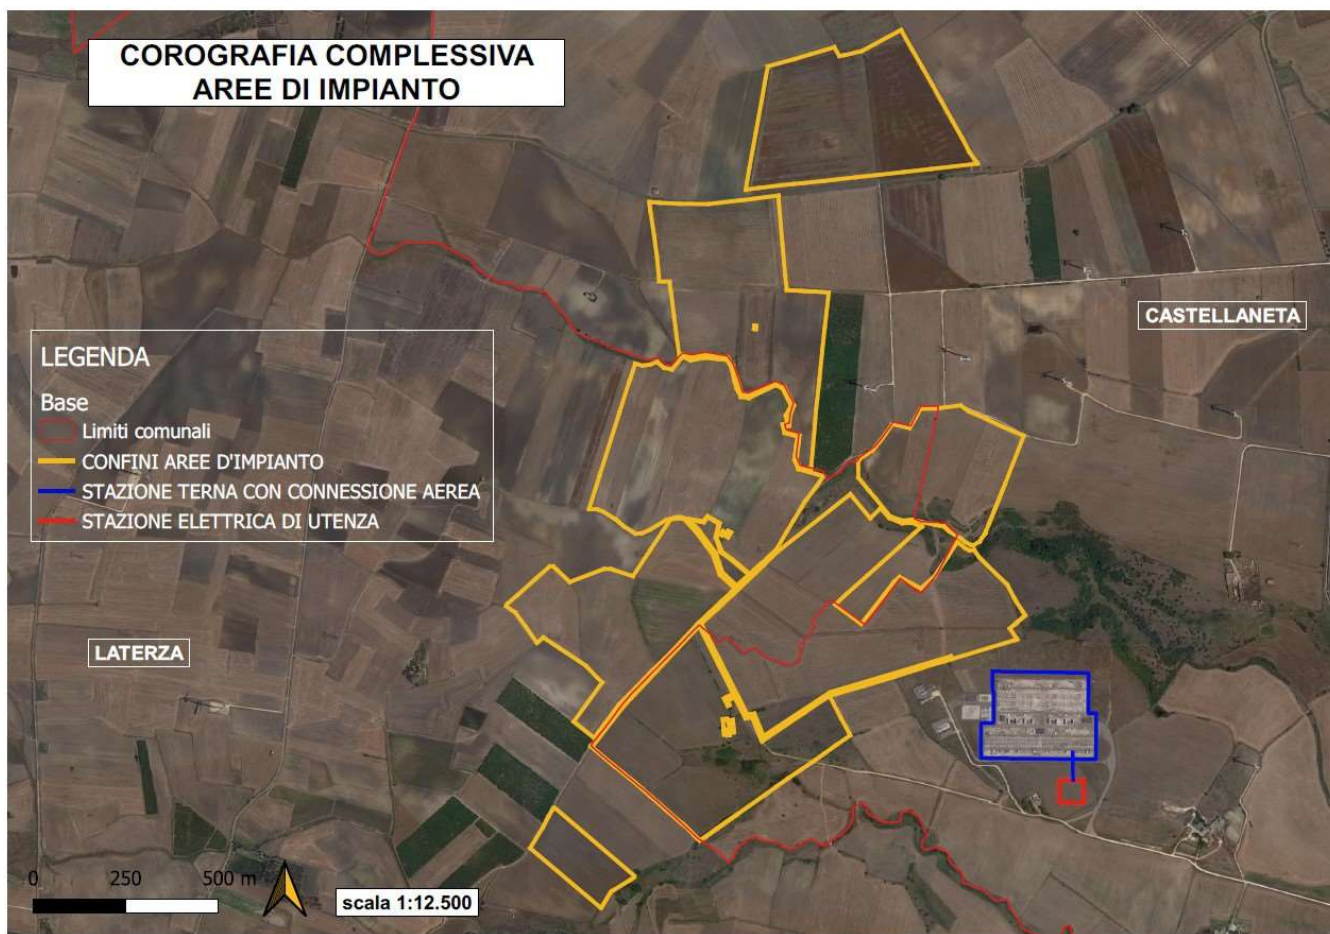 COROGRAFIA COMPLESSIVA
AREE DI IMPIANTO
CASTELLANETA
LEGENDA
Base
Limiti comunali
CONFINI AREE D'IMPIANTO
STAZIONE TERNA CON CONNESSIONE AEREA
STAZIONE ELETTRICA DI UTENZA
LATERZA
0 250 500 m
scala 1:12.500